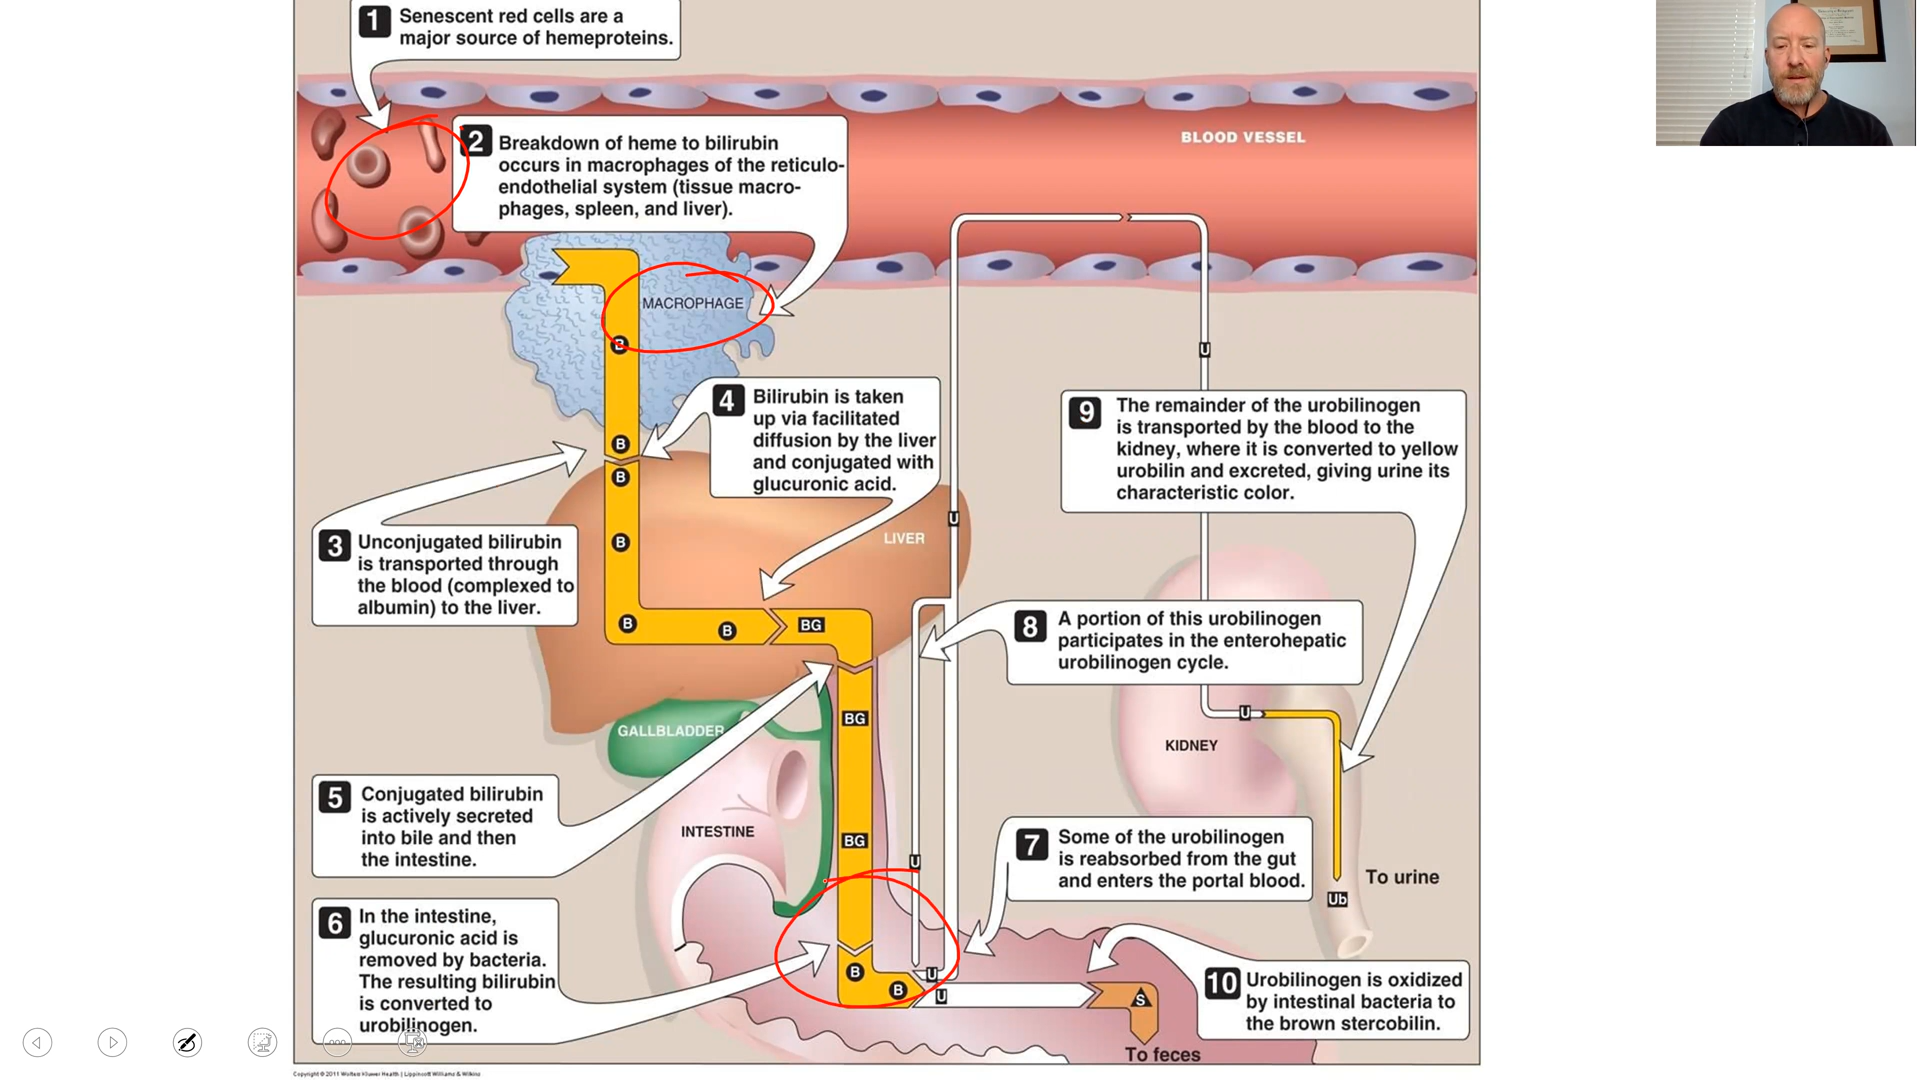 1 Senescent red cells are a
major source of hemeproteins.
BLOOD VESSEL
2 Breakdown of heme to bilirubin
occurs in macrophages of the reticulo-
endothelial system (tissue macro-
phages, spleen, and liver).
MACROPHAGE
B
B
B
B
B
B
BG
BG
BG
B
B
3 Unconjugated bilirubin
is transported through
the blood (complexed to
albumin) to the liver.
4 Bilirubin is taken
up via facilitated
diffusion by the liver
and conjugated with
glucuronic acid.
LIVER
GALLBLADDER
5 Conjugated bilirubin
is actively secreted
into bile and then
the intestine.
INTESTINE
6 In the intestine,
glucuronic acid is
removed by bacteria.
The resulting bilirubin
is converted to
urobilinogen.
7 Some of the urobilinogen
is reabsorbed from the gut
and enters the portal blood.
8 A portion of this urobilinogen
participates in the enterohepatic
urobilinogen cycle.
U
U
U
U
U
U
9 The remainder of the urobilinogen
is transported by the blood to the
kidney, where it is converted to yellow
urobilin and excreted, giving urine its
characteristic color.
KIDNEY
To urine
Ub
10 Urobilinogen is oxidized
by intestinal bacteria to
the brown stercobilin.
S
To feces
Copyright © 2011 Wolters Kluwer Health | Lippincott Williams & Wilkins